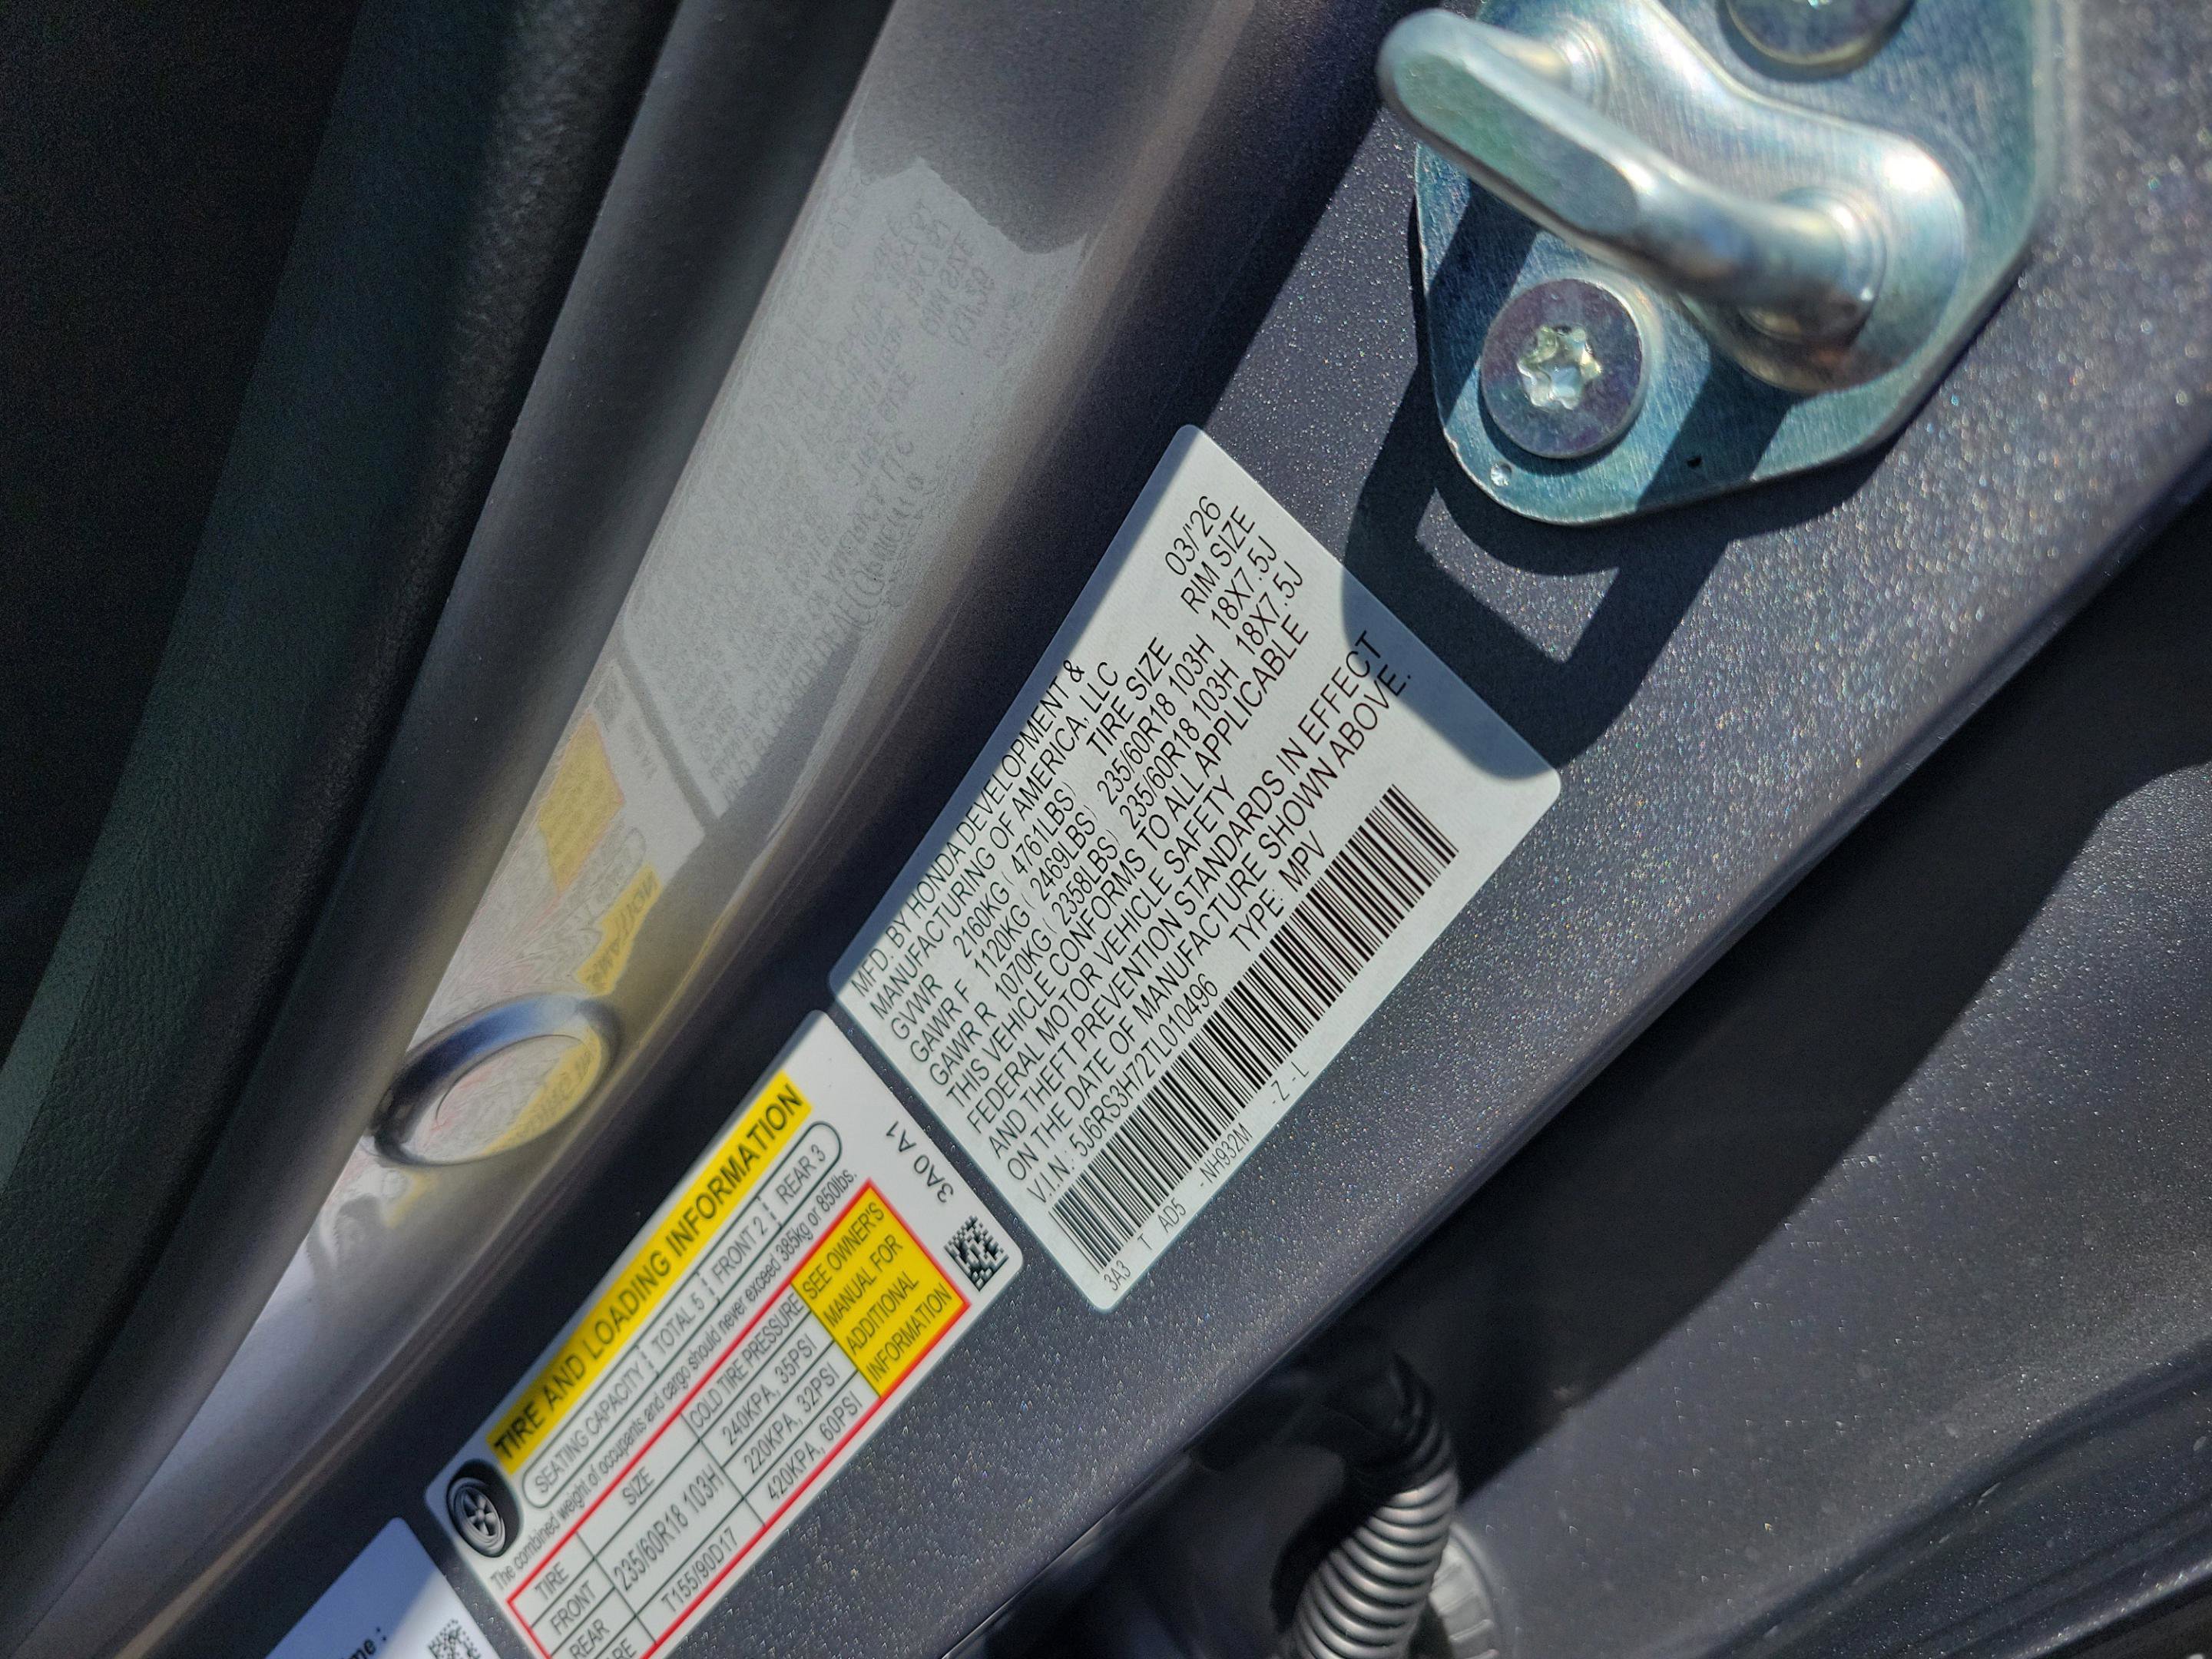 MFD. BY HONDA DEVELOPMENT &
MANUFACTURING OF AMERICA, LLC 03/'26
GVWR 2160KG ( 4761LBS) TIRE SIZE RIM SIZE
GAWR F 1120KG ( 2469LBS) 235/60R18 103H 18X7.5J
GAWR R 1070KG ( 2358LBS) 235/60R18 103H 18X7.5J
THIS VEHICLE CONFORMS TO ALL APPLICABLE
FEDERAL MOTOR VEHICLE SAFETY
AND THEFT PREVENTION STANDARDS IN EFFECT
ON THE DATE OF MANUFACTURE SHOWN ABOVE.
V.I.N.: 5J6RS3H72TL010496 TYPE: MPV
3A3 T AD5 -NH932M -Z -L
TIRE AND LOADING INFORMATION
SEATING CAPACITY TOTAL 5 FRONT 2 REAR 3
The combined weight of occupants and cargo should never exceed 385kg or 850lbs.
TIRE SIZE COLD TIRE PRESSURE
FRONT 235/60R18 103H 240KPA, 35PSI
REAR 220KPA, 32PSI
T155/90D17 420KPA, 60PSI
SEE OWNER'S
MANUAL FOR
ADDITIONAL
INFORMATION
3A0 A1